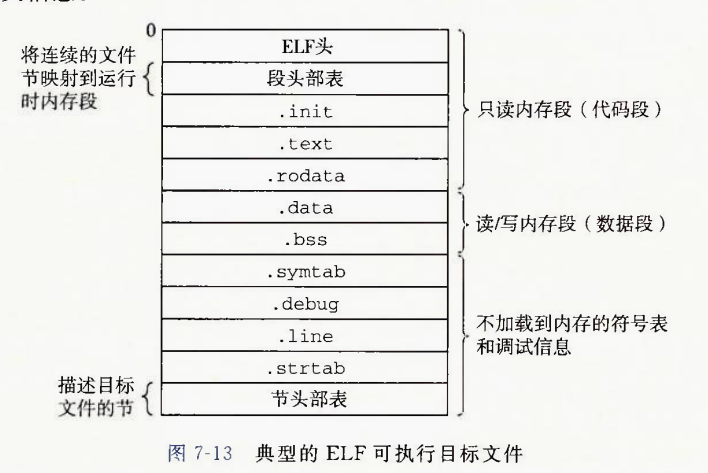 0
ELF头
将连续的文件
节映射到运行
时内存段
段头部表
.init
只读内存段（代码段）
.text
.rodata
.data
读/写内存段（数据段）
.bss
.symtab
.debug
不加载到内存的符号表
和调试信息
.line
.strtab
描述目标
文件的节
节头部表
图 7-13 典型的 ELF 可执行目标文件